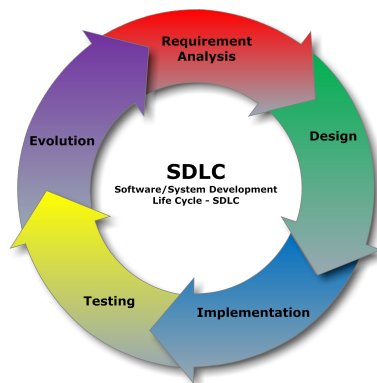 Requirement
Analysis
Design
Evolution
SDLC
Software/System Development
Life Cycle - SDLC
Testing
Implementation